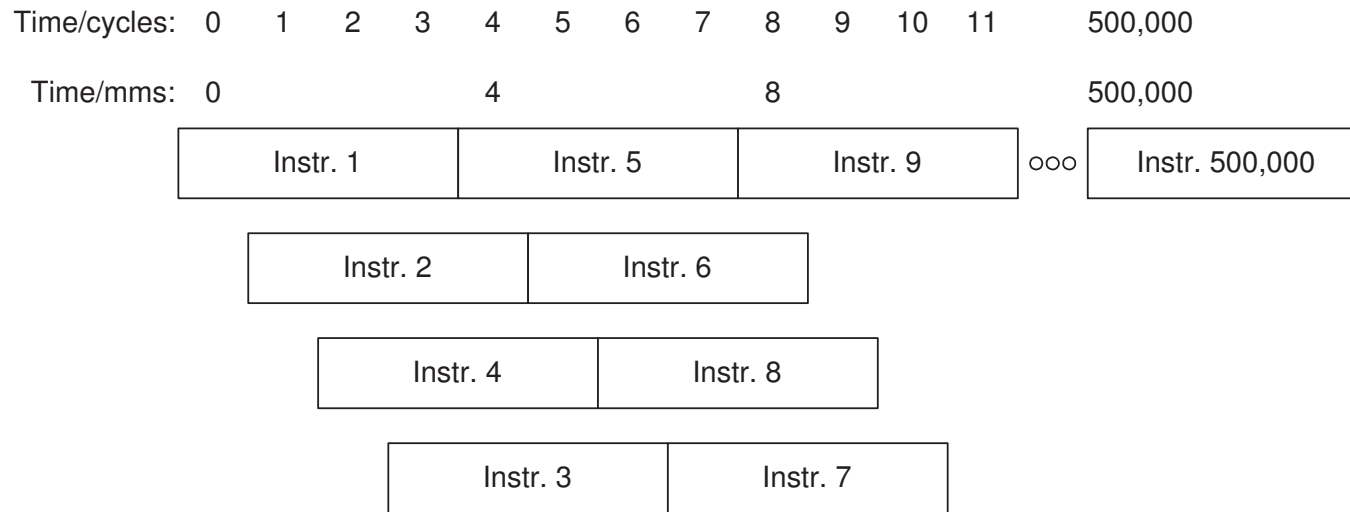 Time/cycles: 0 1 2 3 4 5 6 7 8 9 10 11 500,000
Time/mms: 0 4 8 500,000
Instr. 1 Instr. 5 Instr. 9 ooo Instr. 500,000
Instr. 2 Instr. 6
Instr. 4 Instr. 8
Instr. 3 Instr. 7